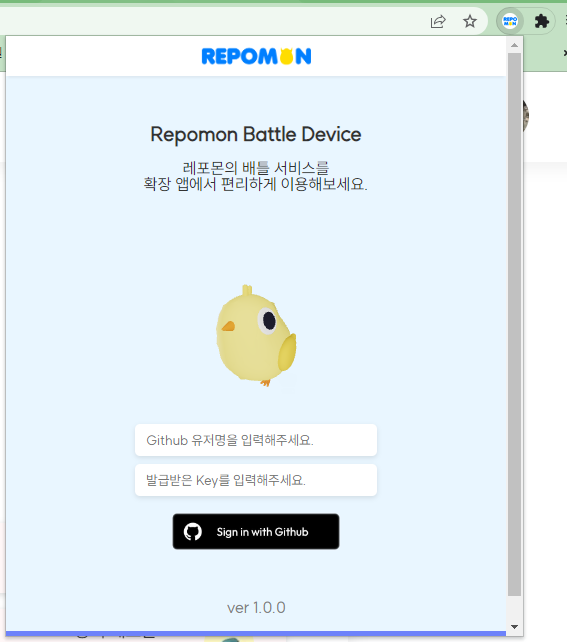 REPO
MON
REPOMON
Repomon Battle Device
레포몬의 배틀 서비스를
확장 앱에서 편리하게 이용해보세요.
Github 유저명을 입력해주세요.
발급받은 Key를 입력해주세요.
Sign in with Github
ver 1.0.0